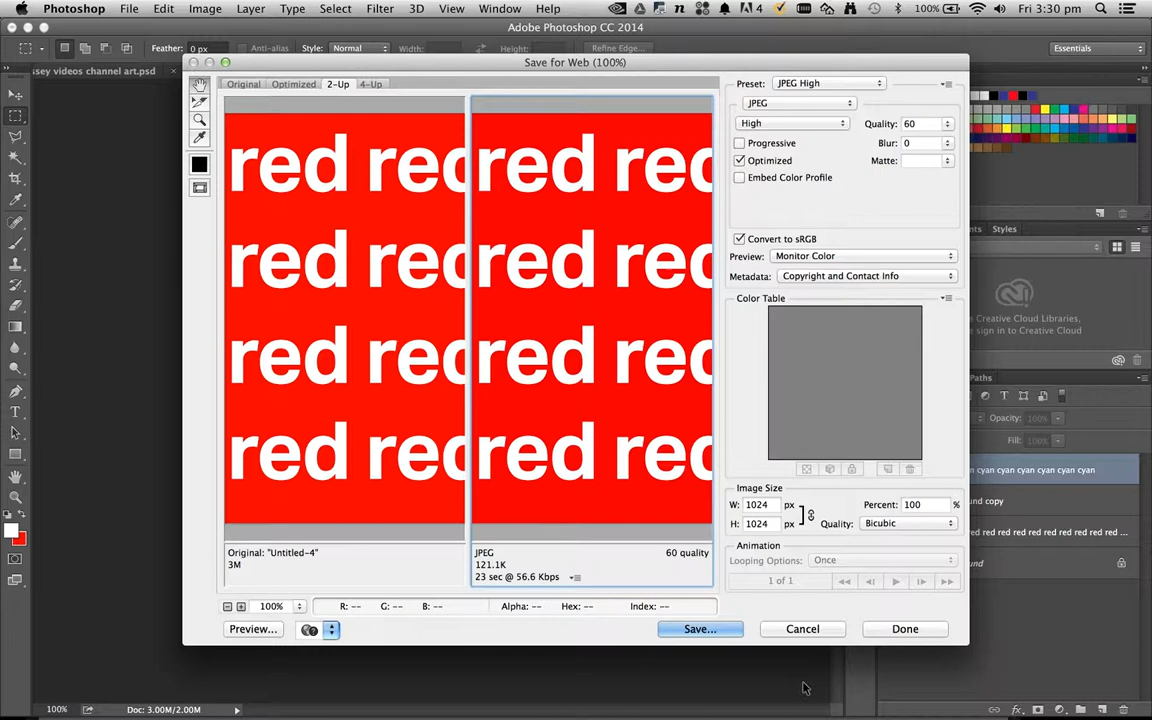 Photoshop File Edit Image Layer Type Select Filter 3D View Window Help 4 100% Fri 3:30 pm
Adobe Photoshop CC 2014
Feather: 0 px Anti-alias Style: Normal Width: Height: Refine Edge... Essentials
ssey videos channel art.psd
Save for Web (100%)
Original Optimized 2-Up 4-Up
Preset: JPEG High
JPEG
High Quality: 60
Progressive Blur: 0
Optimized Matte:
Embed Color Profile
Convert to sRGB
Preview: Monitor Color
Metadata: Copyright and Contact Info
Color Table
red red
red red
red red
red red
red red
red red
red red
red red
Image Size
W: 1024 px Percent: 100 %
H: 1024 px Quality: Bicubic
Animation
Looping Options: Once
1 of 1
Original: "Untitled-4"
3M
JPEG 60 quality
121.1K
23 sec @ 56.6 Kbps
100% R: -- G: -- B: -- Alpha: -- Hex: -- Index: --
Preview... Save... Cancel Done
nts Styles
e Creative Cloud Libraries,
sign in to Creative Cloud
Paths
Opacity: 100%
Fill: 100%
n cyan cyan cyan cyan cyan cyan
und copy
red red red red red red red red ...
nd
100% Doc: 3.00M/2.00M